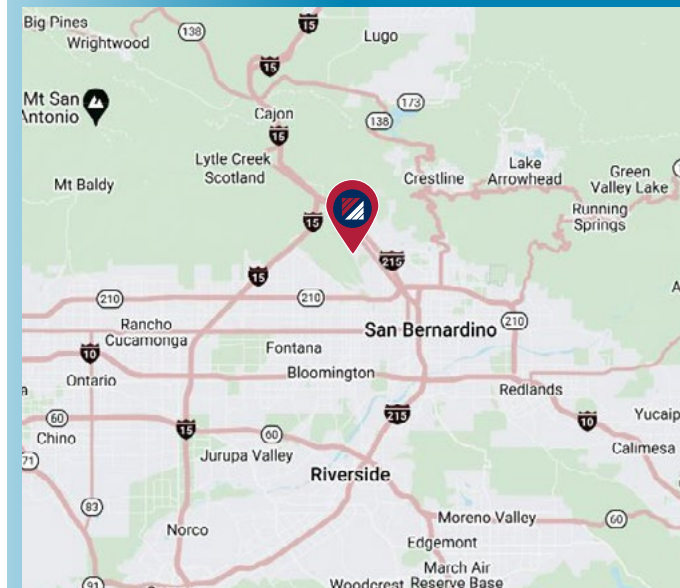 Big Pines
Wrightwood
138
15
Lugo
15
Mt San
Antonio
Cajon
173
138
15
Lytle Creek
Scotland
Crestline
Lake
Arrowhead
Green
Valley Lake
Mt Baldy
Running
Springs
15
215
15
210
210
210
Rancho
Cucamonga
San Bernardino
Fontana
10
Bloomington
Ontario
Redlands
60
215
10
Yucaip
Chino
15
60
Calimesa
71
Jurupa Valley
Riverside
83
Moreno Valley
60
Norco
Edgemont
March Air
Reserve Base
Woodcrest
91